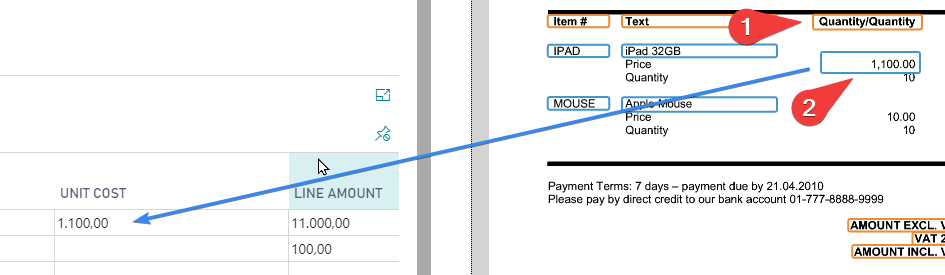 UNIT COST LINE AMOUNT
1.100,00 11.000,00
100,00
Item # Text 1 Quantity/Quantity
IPAD iPad 32GB
Price 1,100.00
Quantity 10
2
MOUSE Apple Mouse
Price 10.00
Quantity 10
Payment Terms: 7 days – payment due by 21.04.2010
Please pay by direct credit to our bank account 01-777-8888-9999
AMOUNT EXCL. V
VAT 2
AMOUNT INCL. V